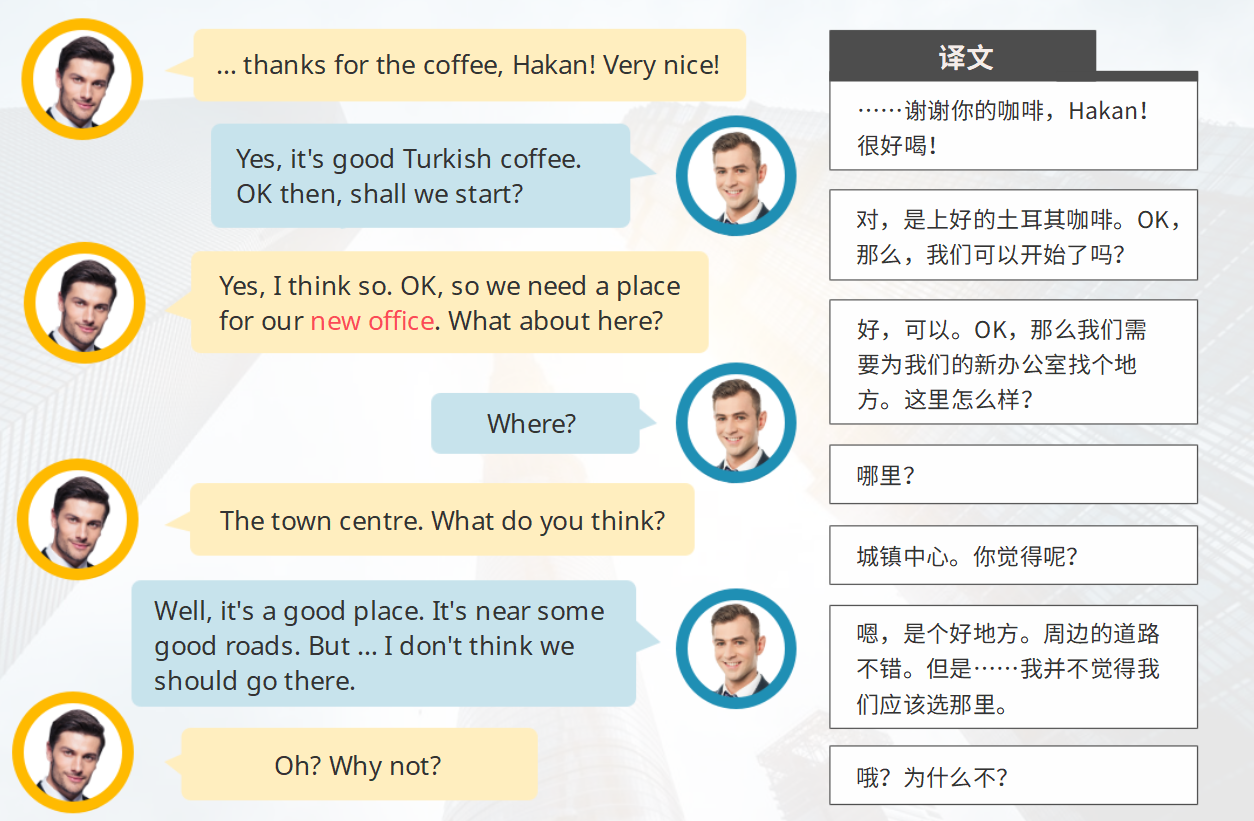 ... thanks for the coffee, Hakan! Very nice!
Yes, it's good Turkish coffee.
OK then, shall we start?
Yes, I think so. OK, so we need a place
for our new office. What about here?
Where?
The town centre. What do you think?
Well, it's a good place. It's near some
good roads. But ... I don't think we
should go there.
Oh? Why not?
译文
……谢谢你的咖啡，Hakan！
很好喝！
对，是上好的土耳其咖啡。OK，
那么，我们可以开始了吗？
好，可以。OK，那么我们需
要为我们的新办公室找个地
方。这里怎么样？
哪里？
城镇中心。你觉得呢？
嗯，是个好地方。周边的道路
不错。但是……我并不觉得我
们应该选那里。
哦？为什么不？